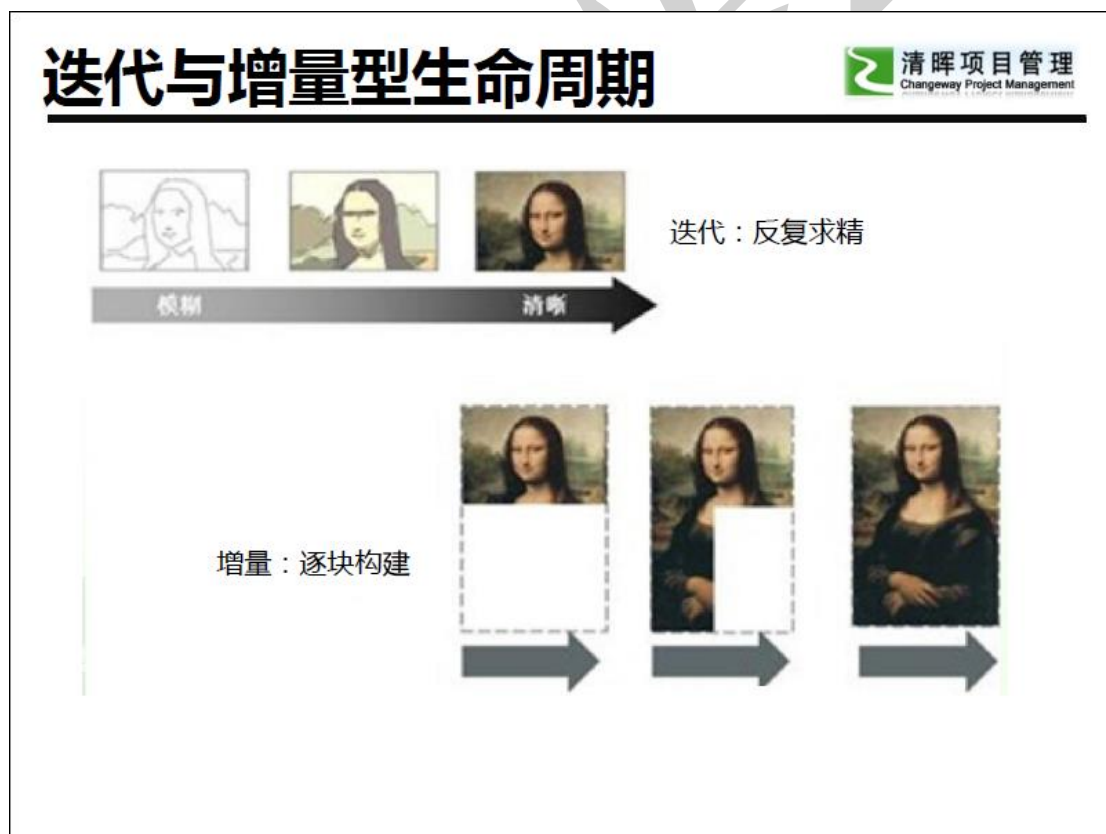 迭代与增量型生命周期
清晖项目管理
Changeway Project Management
迭代：反复求精
模糊
清晰
增量：逐块构建